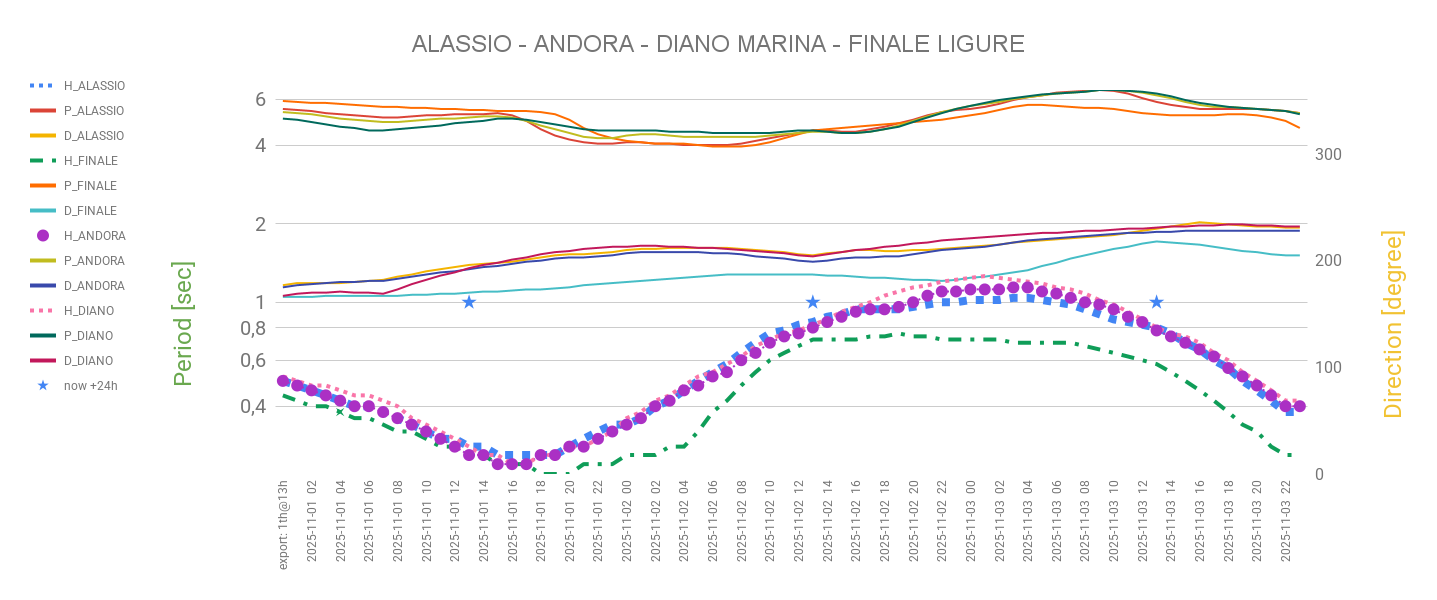 ALASSIO - ANDORA - DIANO MARINA - FINALE LIGURE
H_ALASSIO
P_ALASSIO
D_ALASSIO
H_FINALE
P_FINALE
D_FINALE
H_ANDORA
P_ANDORA
D_ANDORA
H_DIANO
P_DIANO
D_DIANO
now +24h
Period [sec]
6
4
2
1
0,8
0,6
0,4
300
200
100
0
Direction [degree]
export: 1th@13h
2025-11-01 02
2025-11-01 04
2025-11-01 06
2025-11-01 08
2025-11-01 10
2025-11-01 12
2025-11-01 14
2025-11-01 16
2025-11-01 18
2025-11-01 20
2025-11-01 22
2025-11-02 00
2025-11-02 02
2025-11-02 04
2025-11-02 06
2025-11-02 08
2025-11-02 10
2025-11-02 12
2025-11-02 14
2025-11-02 16
2025-11-02 18
2025-11-02 20
2025-11-02 22
2025-11-03 00
2025-11-03 02
2025-11-03 04
2025-11-03 06
2025-11-03 08
2025-11-03 10
2025-11-03 12
2025-11-03 14
2025-11-03 16
2025-11-03 18
2025-11-03 20
2025-11-03 22